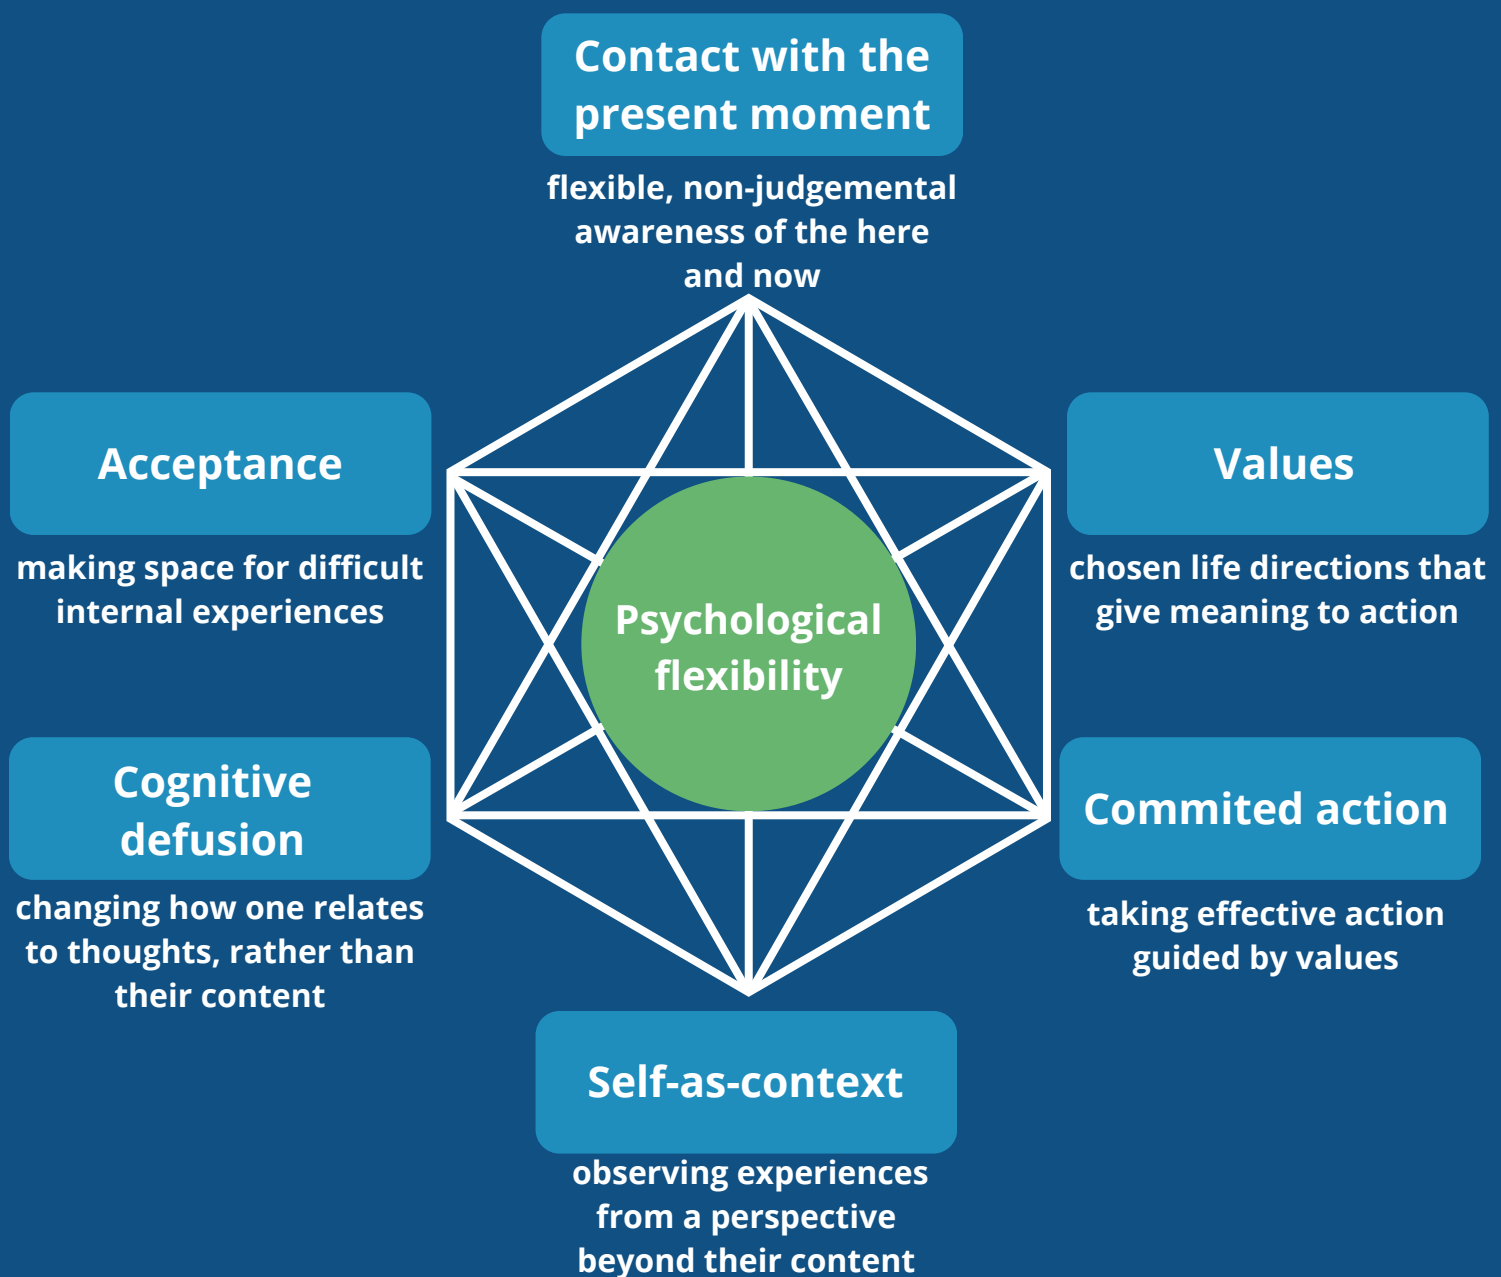 Contact with the
present moment
flexible, non-judgemental
awareness of the here
and now
Acceptance
making space for difficult
internal experiences
Values
chosen life directions that
give meaning to action
Psychological
flexibility
Cognitive
defusion
changing how one relates
to thoughts, rather than
their content
Commited action
taking effective action
guided by values
Self-as-context
observing experiences
from a perspective
beyond their content